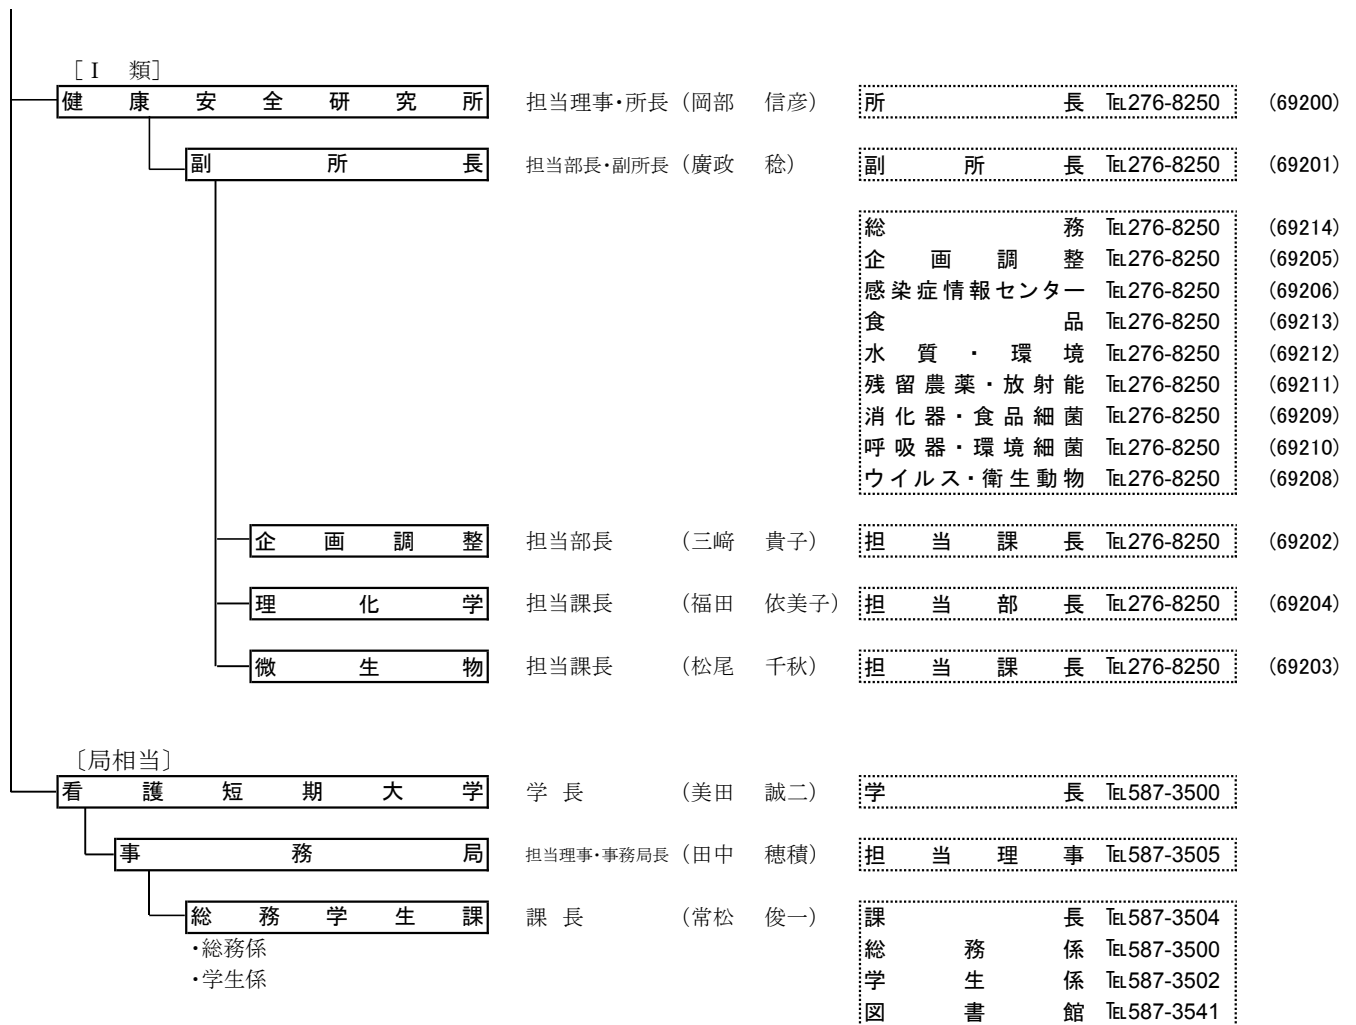 ［Ⅰ　類］
健康安全研究所 担当理事・所長 （岡部　信彦） 所長 ℡276-8250 （69200）
副所長 担当部長・副所長 （廣政　稔） 副所長 ℡276-8250 （69201）
総務 ℡276-8250 （69214）
企画調整 ℡276-8250 （69205）
感染症情報センター ℡276-8250 （69206）
食品 ℡276-8250 （69213）
水質・環境 ℡276-8250 （69212）
残留農薬・放射能 ℡276-8250 （69211）
消化器・食品細菌 ℡276-8250 （69209）
呼吸器・環境細菌 ℡276-8250 （69210）
ウイルス・衛生動物 ℡276-8250 （69208）
企画調整 担当部長 （三﨑　貴子） 担当課長 ℡276-8250 （69202）
理化学 担当課長 （福田　依美子） 担当部長 ℡276-8250 （69204）
微生物 担当課長 （松尾　千秋） 担当課長 ℡276-8250 （69203）
〔局相当〕
看護短期大学 学長 （美田　誠二） 学長 ℡587-3500
事務局 担当理事・事務局長 （田中　穂積） 担当理事 ℡587-3505
総務学生課 課長 （常松　俊一） 課長 ℡587-3504
・総務係 総務係 ℡587-3500
・学生係 学生係 ℡587-3502
図書館 ℡587-3541